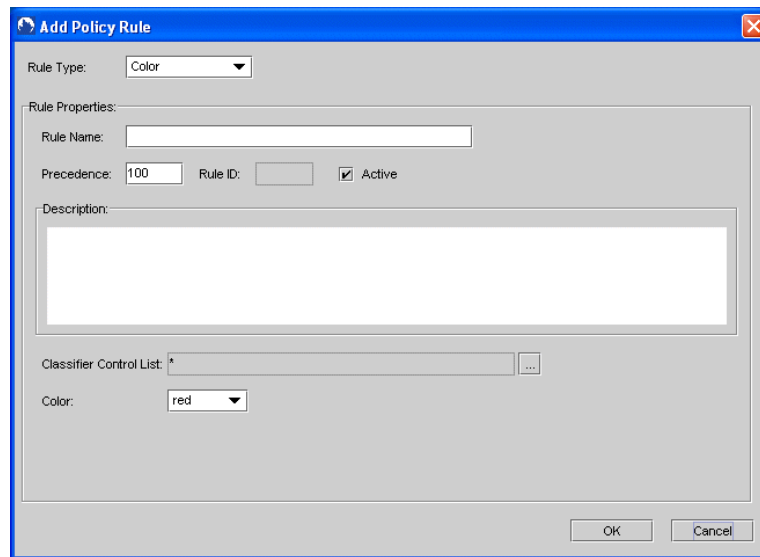 Add Policy Rule
Rule Type: Color
Rule Properties:
Rule Name:
Precedence: 100 Rule ID: Active
Description:
Classifier Control List: * ...
Color: red
OK Cancel